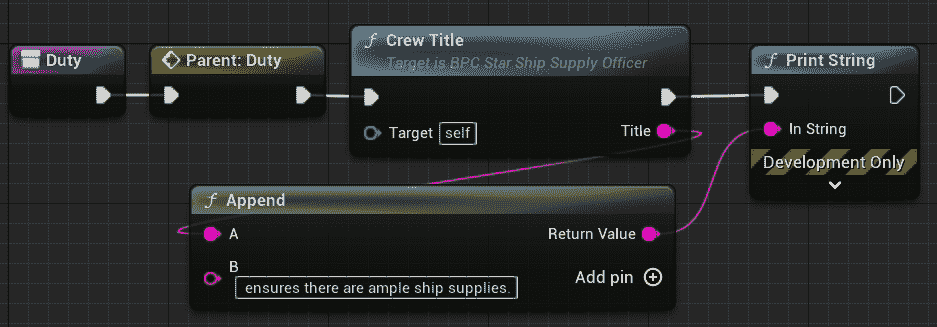 Duty
Parent: Duty
f Crew Title
Target is BPC Star Ship Supply Officer
Target self
Title
f Print String
In String
Development Only
f Append
A
Return Value
B
ensures there are ample ship supplies.
Add pin